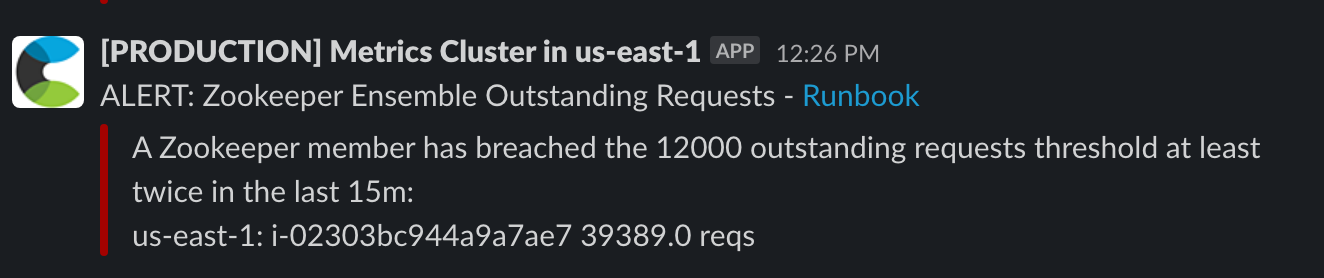 [PRODUCTION] Metrics Cluster in us-east-1 APP 12:26 PM
ALERT: Zookeeper Ensemble Outstanding Requests - Runbook
A Zookeeper member has breached the 12000 outstanding requests threshold at least
twice in the last 15m:
us-east-1: i-02303bc944a9a7ae7 39389.0 reqs